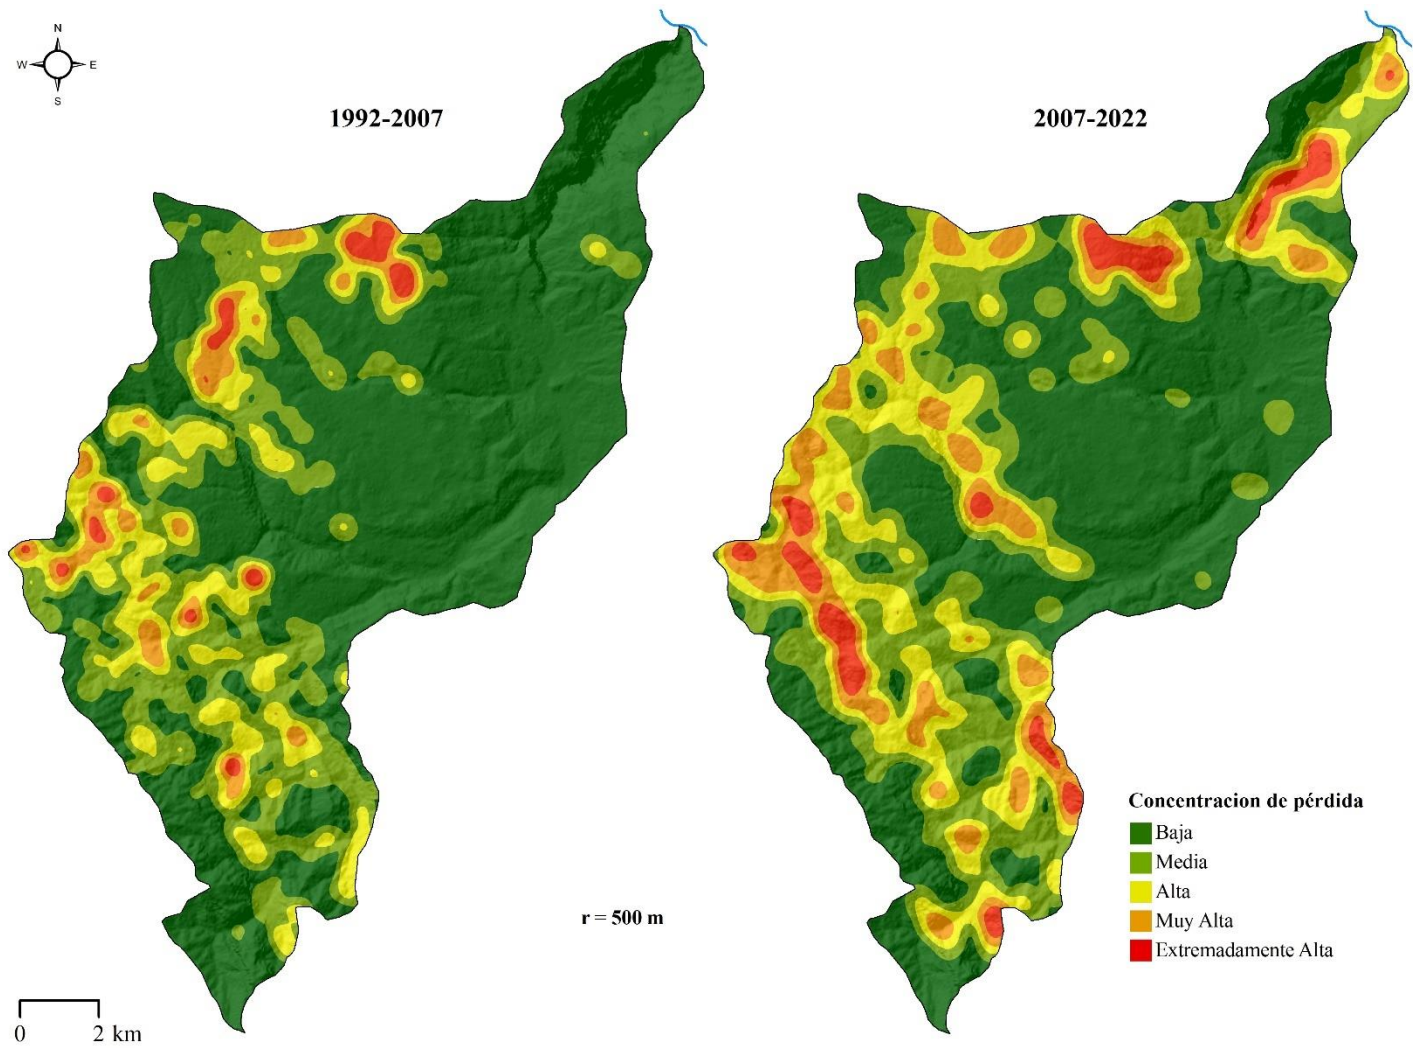 N
W E
S
1992-2007
2007-2022
Concentracion de pérdida
Baja
Media
Alta
Muy Alta
Extremadamente Alta
r = 500 m
0 2 km